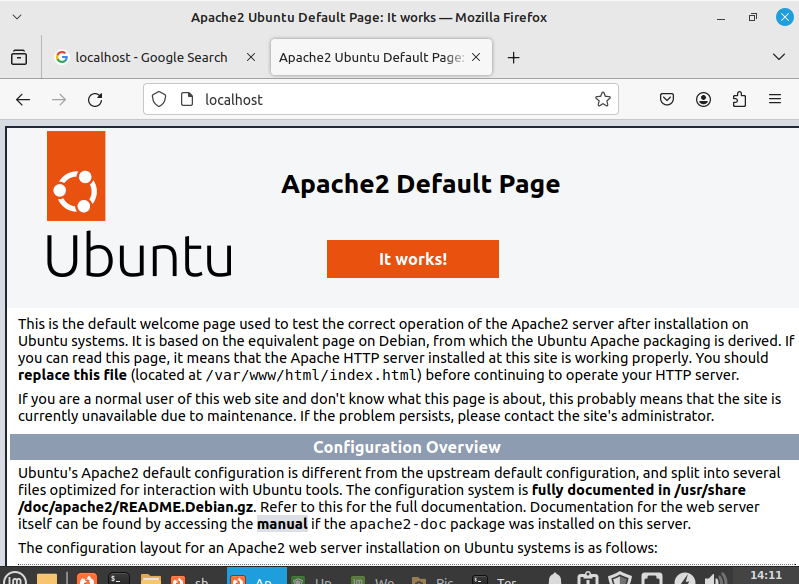 Apache2 Ubuntu Default Page: It works — Mozilla Firefox
localhost - Google Search
Apache2 Ubuntu Default Page:
localhost
Ubuntu
Apache2 Default Page
It works!
This is the default welcome page used to test the correct operation of the Apache2 server after installation on
Ubuntu systems. It is based on the equivalent page on Debian, from which the Ubuntu Apache packaging is derived. If
you can read this page, it means that the Apache HTTP server installed at this site is working properly. You should
replace this file (located at /var/www/html/index.html) before continuing to operate your HTTP server.
If you are a normal user of this web site and don't know what this page is about, this probably means that the site is
currently unavailable due to maintenance. If the problem persists, please contact the site's administrator.
Configuration Overview
Ubuntu's Apache2 default configuration is different from the upstream default configuration, and split into several
files optimized for interaction with Ubuntu tools. The configuration system is fully documented in /usr/share
/doc/apache2/README.Debian.gz. Refer to this for the full documentation. Documentation for the web server
itself can be found by accessing the manual if the apache2-doc package was installed on this server.
The configuration layout for an Apache2 web server installation on Ubuntu systems is as follows:
14:11